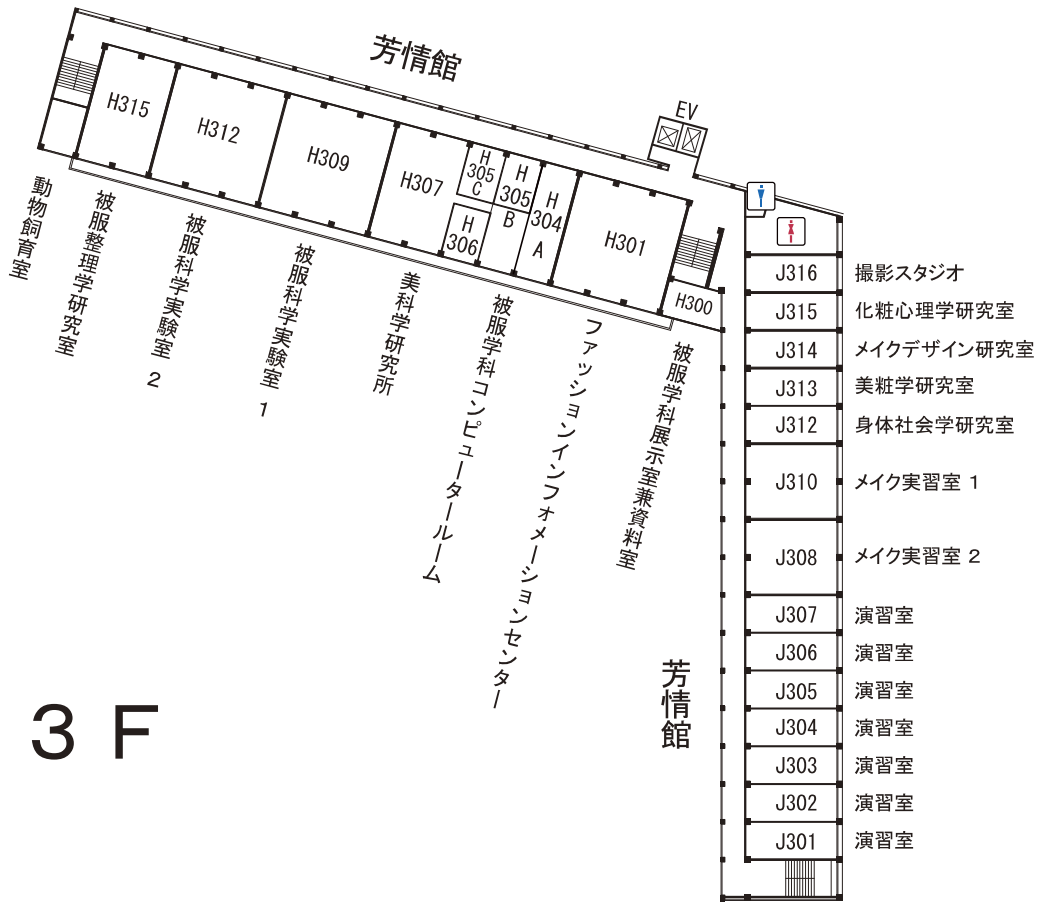 芳情館
EV
H315
H312
H309
H307
H
305
C
H
306
H
305
B
H
304
A
H301
H300
動物飼育室
被服整理学研究室
被服科学実験室 2
被服科学実験室 1
美科学研究所
被服学科コンピュータールーム
ファッションインフォメーションセンター
被服学科展示室兼資料室
J316 撮影スタジオ
J315 化粧心理学研究室
J314 メイクデザイン研究室
J313 美粧学研究室
J312 身体社会学研究室
J310 メイク実習室 1
J308 メイク実習室 2
J307 演習室
J306 演習室
J305 演習室
J304 演習室
J303 演習室
J302 演習室
J301 演習室
芳情館
3 F